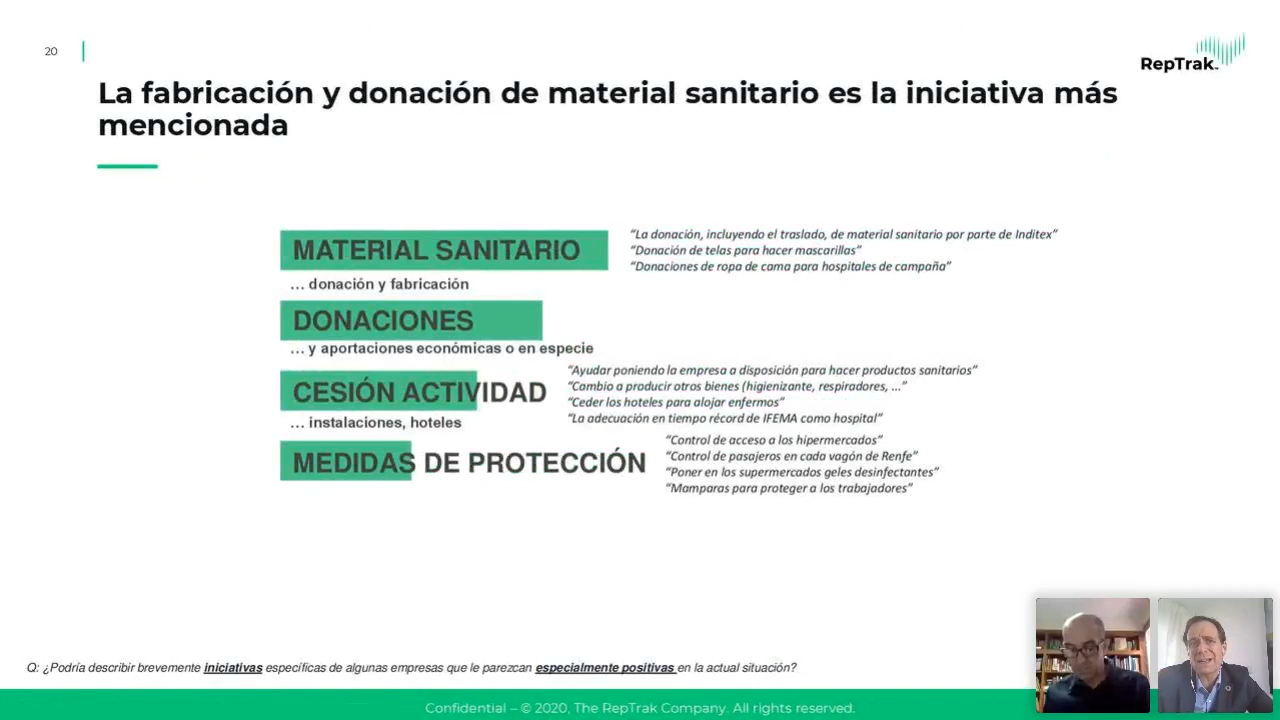 20
RepTrak
La fabricación y donación de material sanitario es la iniciativa más
mencionada
MATERIAL SANITARIO
… donación y fabricación
“La donación, incluyendo el traslado, de material sanitario por parte de Inditex”
“Donación de telas para hacer mascarillas”
“Donaciones de ropa de cama para hospitales de campaña”
DONACIONES
… y aportaciones económicas o en especie
CESIÓN ACTIVIDAD
… instalaciones, hoteles
“Ayudar poniendo la empresa a disposición para hacer productos sanitarios”
“Cambio a producir otros bienes (higienizante, respiradores, …”
“Ceder los hoteles para alojar enfermos”
“La adecuación en tiempo récord de IFEMA como hospital”
MEDIDAS DE PROTECCIÓN
“Control de acceso a los hipermercados”
“Control de pasajeros en cada vagón de Renfe”
“Poner en los supermercados geles desinfectantes”
“Mamparas para proteger a los trabajadores”
Q: ¿Podría describir brevemente iniciativas específicas de algunas empresas que le parezcan especialmente positivas en la actual situación?
Confidential – © 2020, The RepTrak Company. All rights reserved.